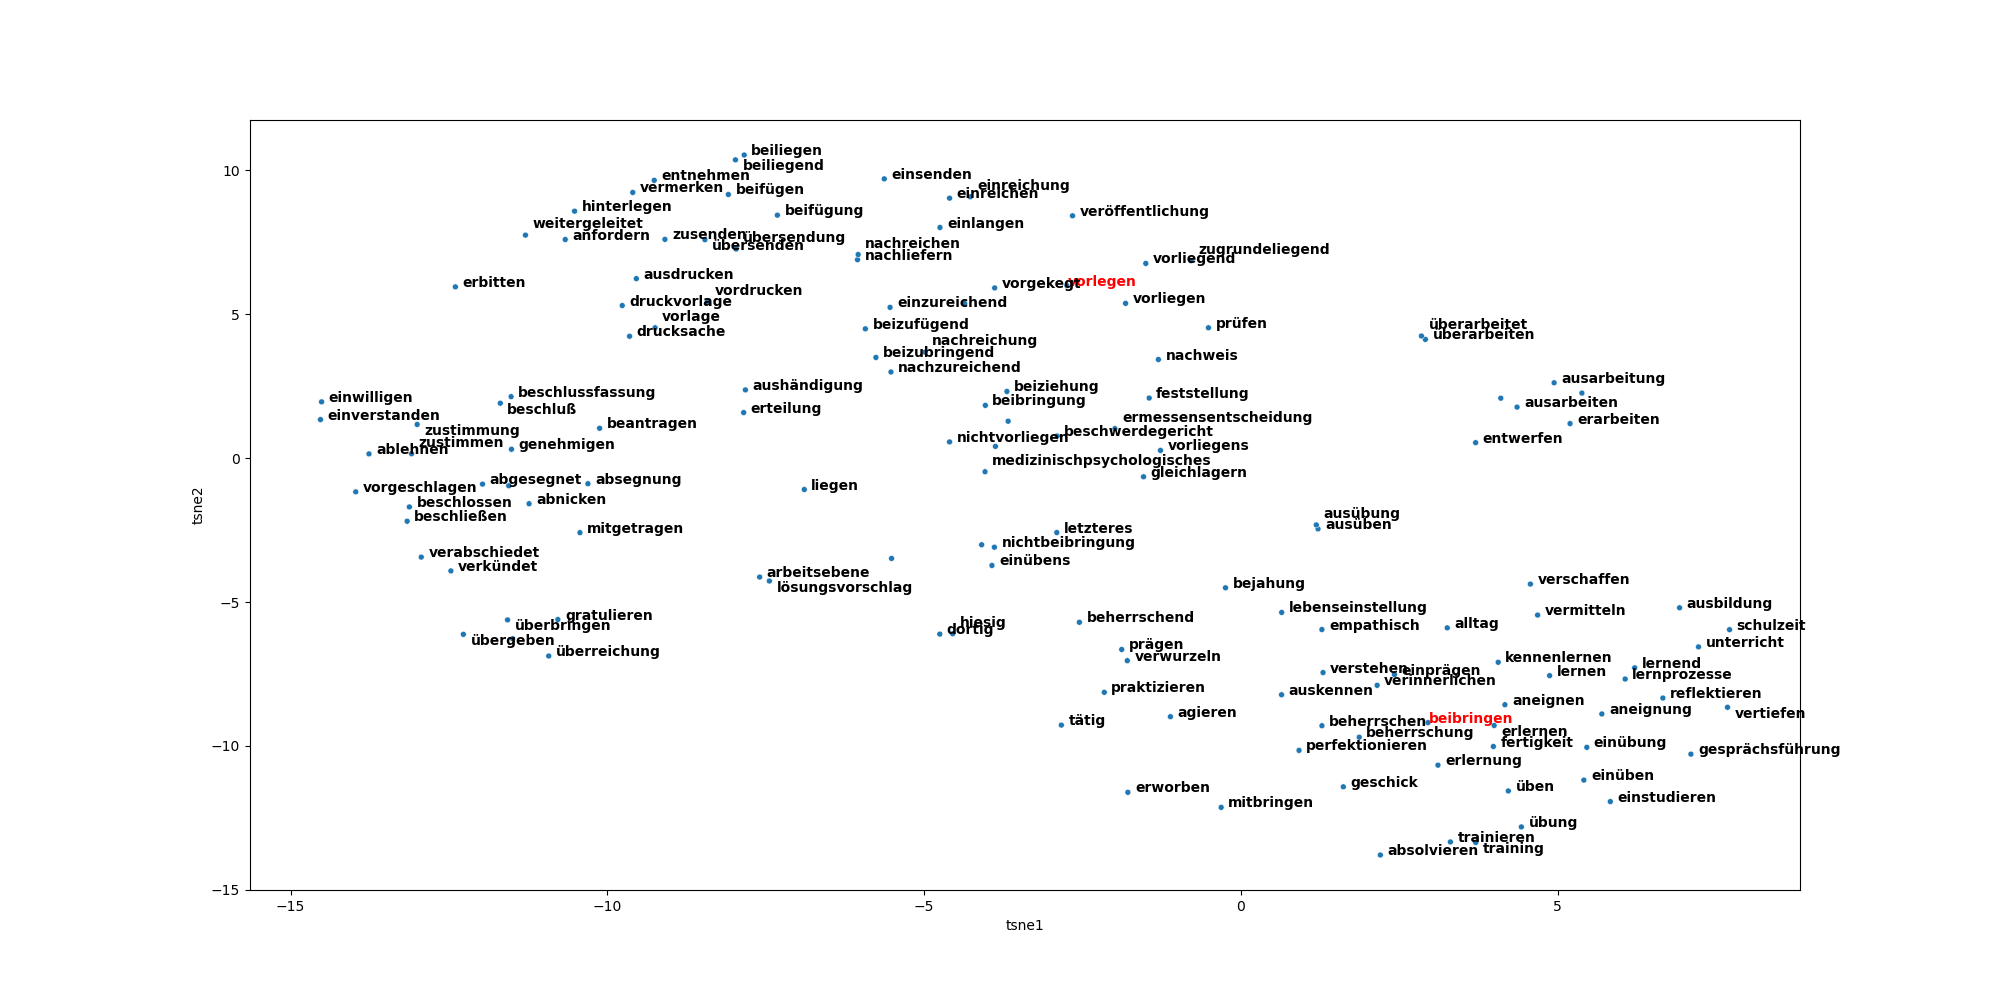 beiliegen
beiliegend
entnehmen
einsenden
einreichung
vermerken
beifügen
einreichen
hinterlegen
beifügung
veröffentlichung
weitergeleitet
einlangen
anfordern
zusenden
übersendung
übersenden
nachreichen
nachliefern
zugrundeliegend
vorliegend
erbitten
ausdrucken
vorgekegt
vorlegen
vordrucken
druckvorlage
einzureichend
vorliegen
vorlage
drucksache
beizufügend
prüfen
überarbeitet
überarbeiten
nachreichung
beizubringend
nachweis
nachzureichend
aushändigung
beiziehung
ausarbeitung
einwilligen
beschlussfassung
feststellung
beibringung
ausarbeiten
einverstanden
beschluß
erteilung
ermessensentscheidung
erarbeiten
zustimmung
beantragen
beschwerdegericht
zustimmen
genehmigen
nichtvorliegen
vorliegens
entwerfen
ablehnen
medizinischpsychologisches
gleichlagern
vorgeschlagen
abgesegnet
absegnung
liegen
beschlossen
abnicken
beschließen
mitgetragen
letzteres
ausübung
ausüben
nichtbeibringung
verabschiedet
einübens
verkündet
arbeitsebene
lösungsvorschlag
bejahung
verschaffen
gratulieren
überbringen
hiesig
dortig
beherrschend
lebenseinstellung
empathisch
alltag
vermitteln
ausbildung
schulzeit
übergeben
überreichung
prägen
verwurzeln
unterricht
kennenlernen
lernend
verstehen
einprägen
lernen
lernprozesse
verinnerlichen
praktizieren
auskennen
aneignen
reflektieren
tätig
agieren
beherrschen
beibringen
aneignung
vertiefen
beherrschung
erlernen
perfektionieren
fertigkeit
einübung
gesprächsführung
erlernung
erworben
geschick
üben
einüben
mitbringen
einstudieren
übung
trainieren
absolvieren
training
10
5
0
−5
−10
−15
tsne2
−15
−10
−5
0
5
tsne1